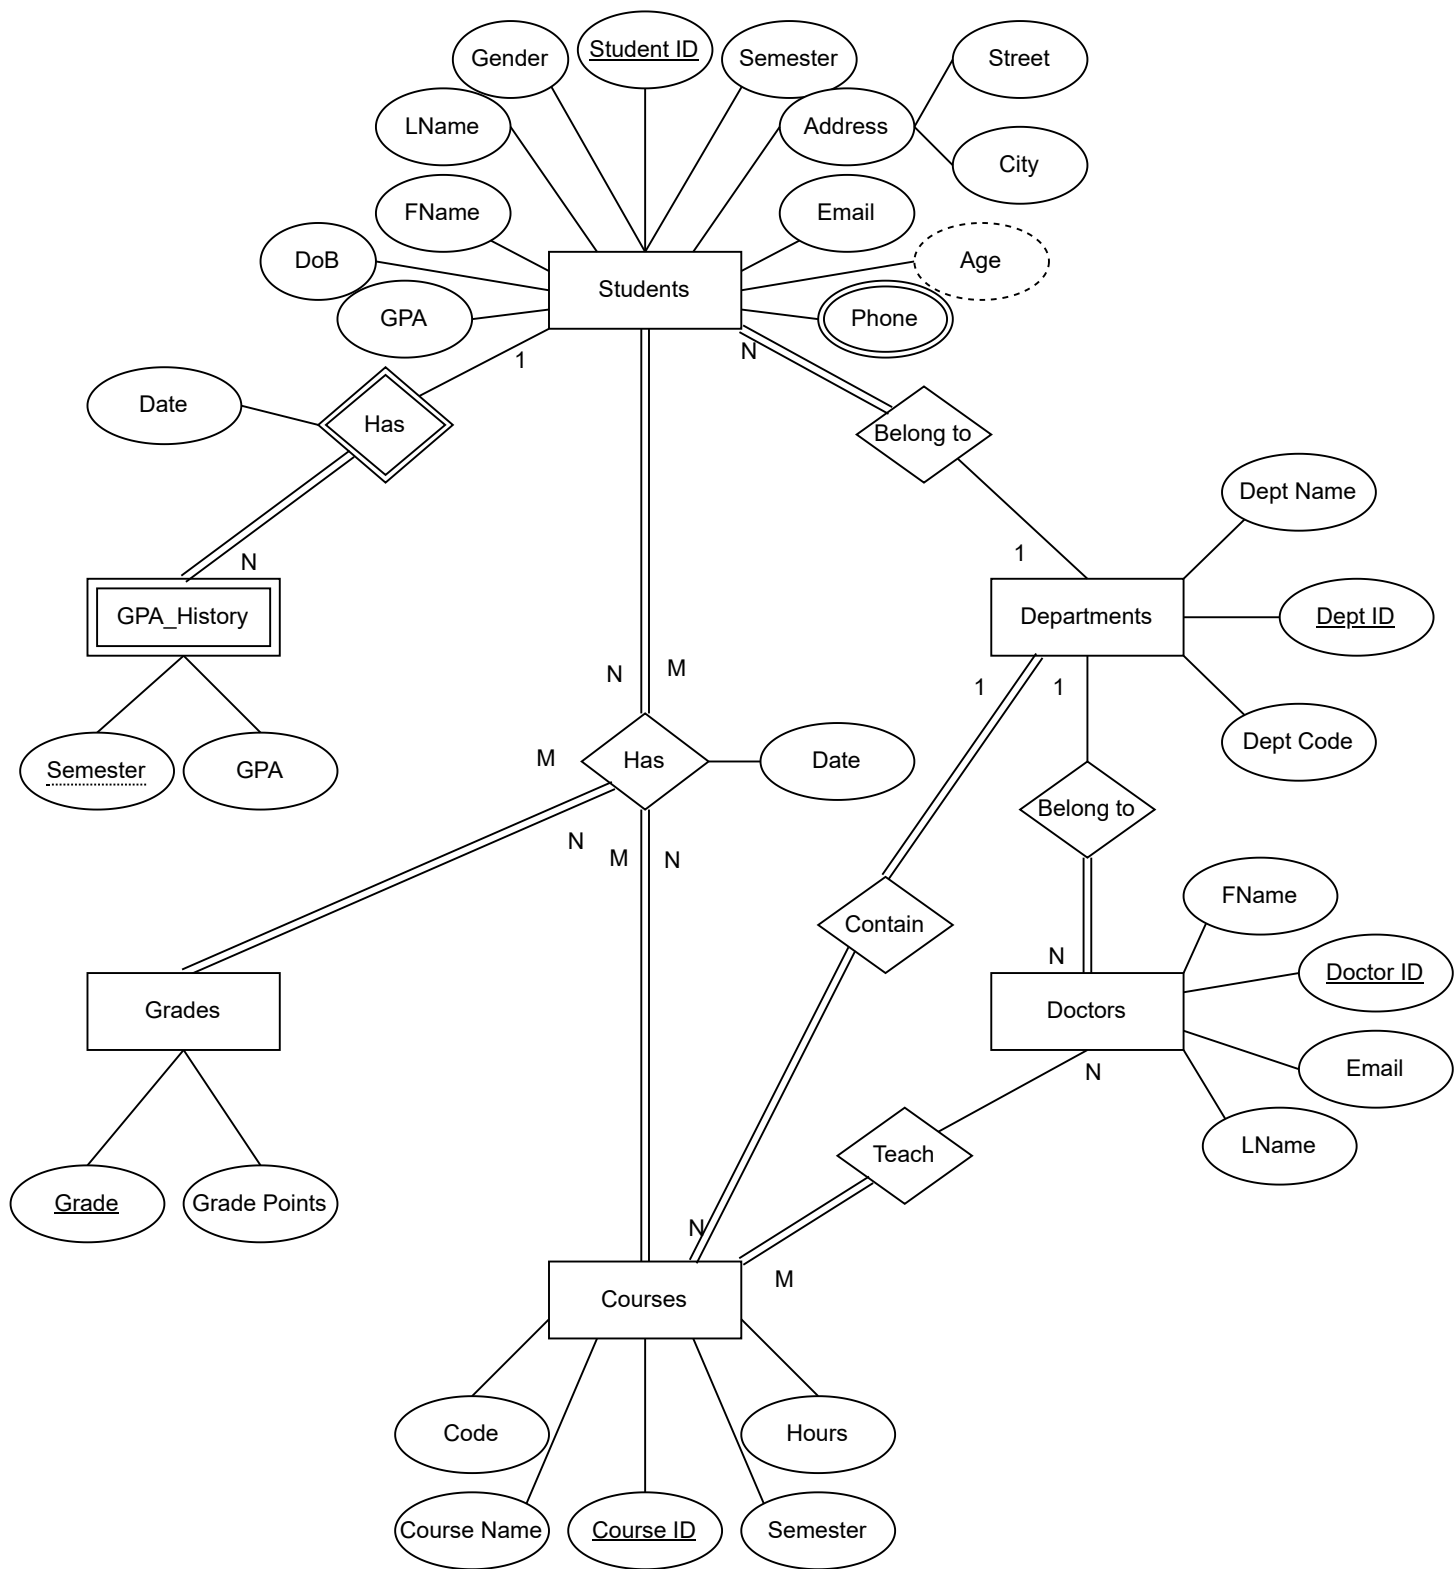 Student ID
Gender
Semester
Street
LName
Address
City
FName
Email
DoB
Age
Students
GPA
Phone
1
N
Date
Has
Belong to
Dept Name
1
N
GPA_History
Departments
Dept ID
N
M
1
1
Dept Code
Semester
GPA
M
Has
Date
Belong to
N
M
N
FName
Contain
N
Doctor ID
Grades
Doctors
Email
N
LName
Teach
Grade
Grade Points
N
M
Courses
Code
Hours
Course Name
Course ID
Semester